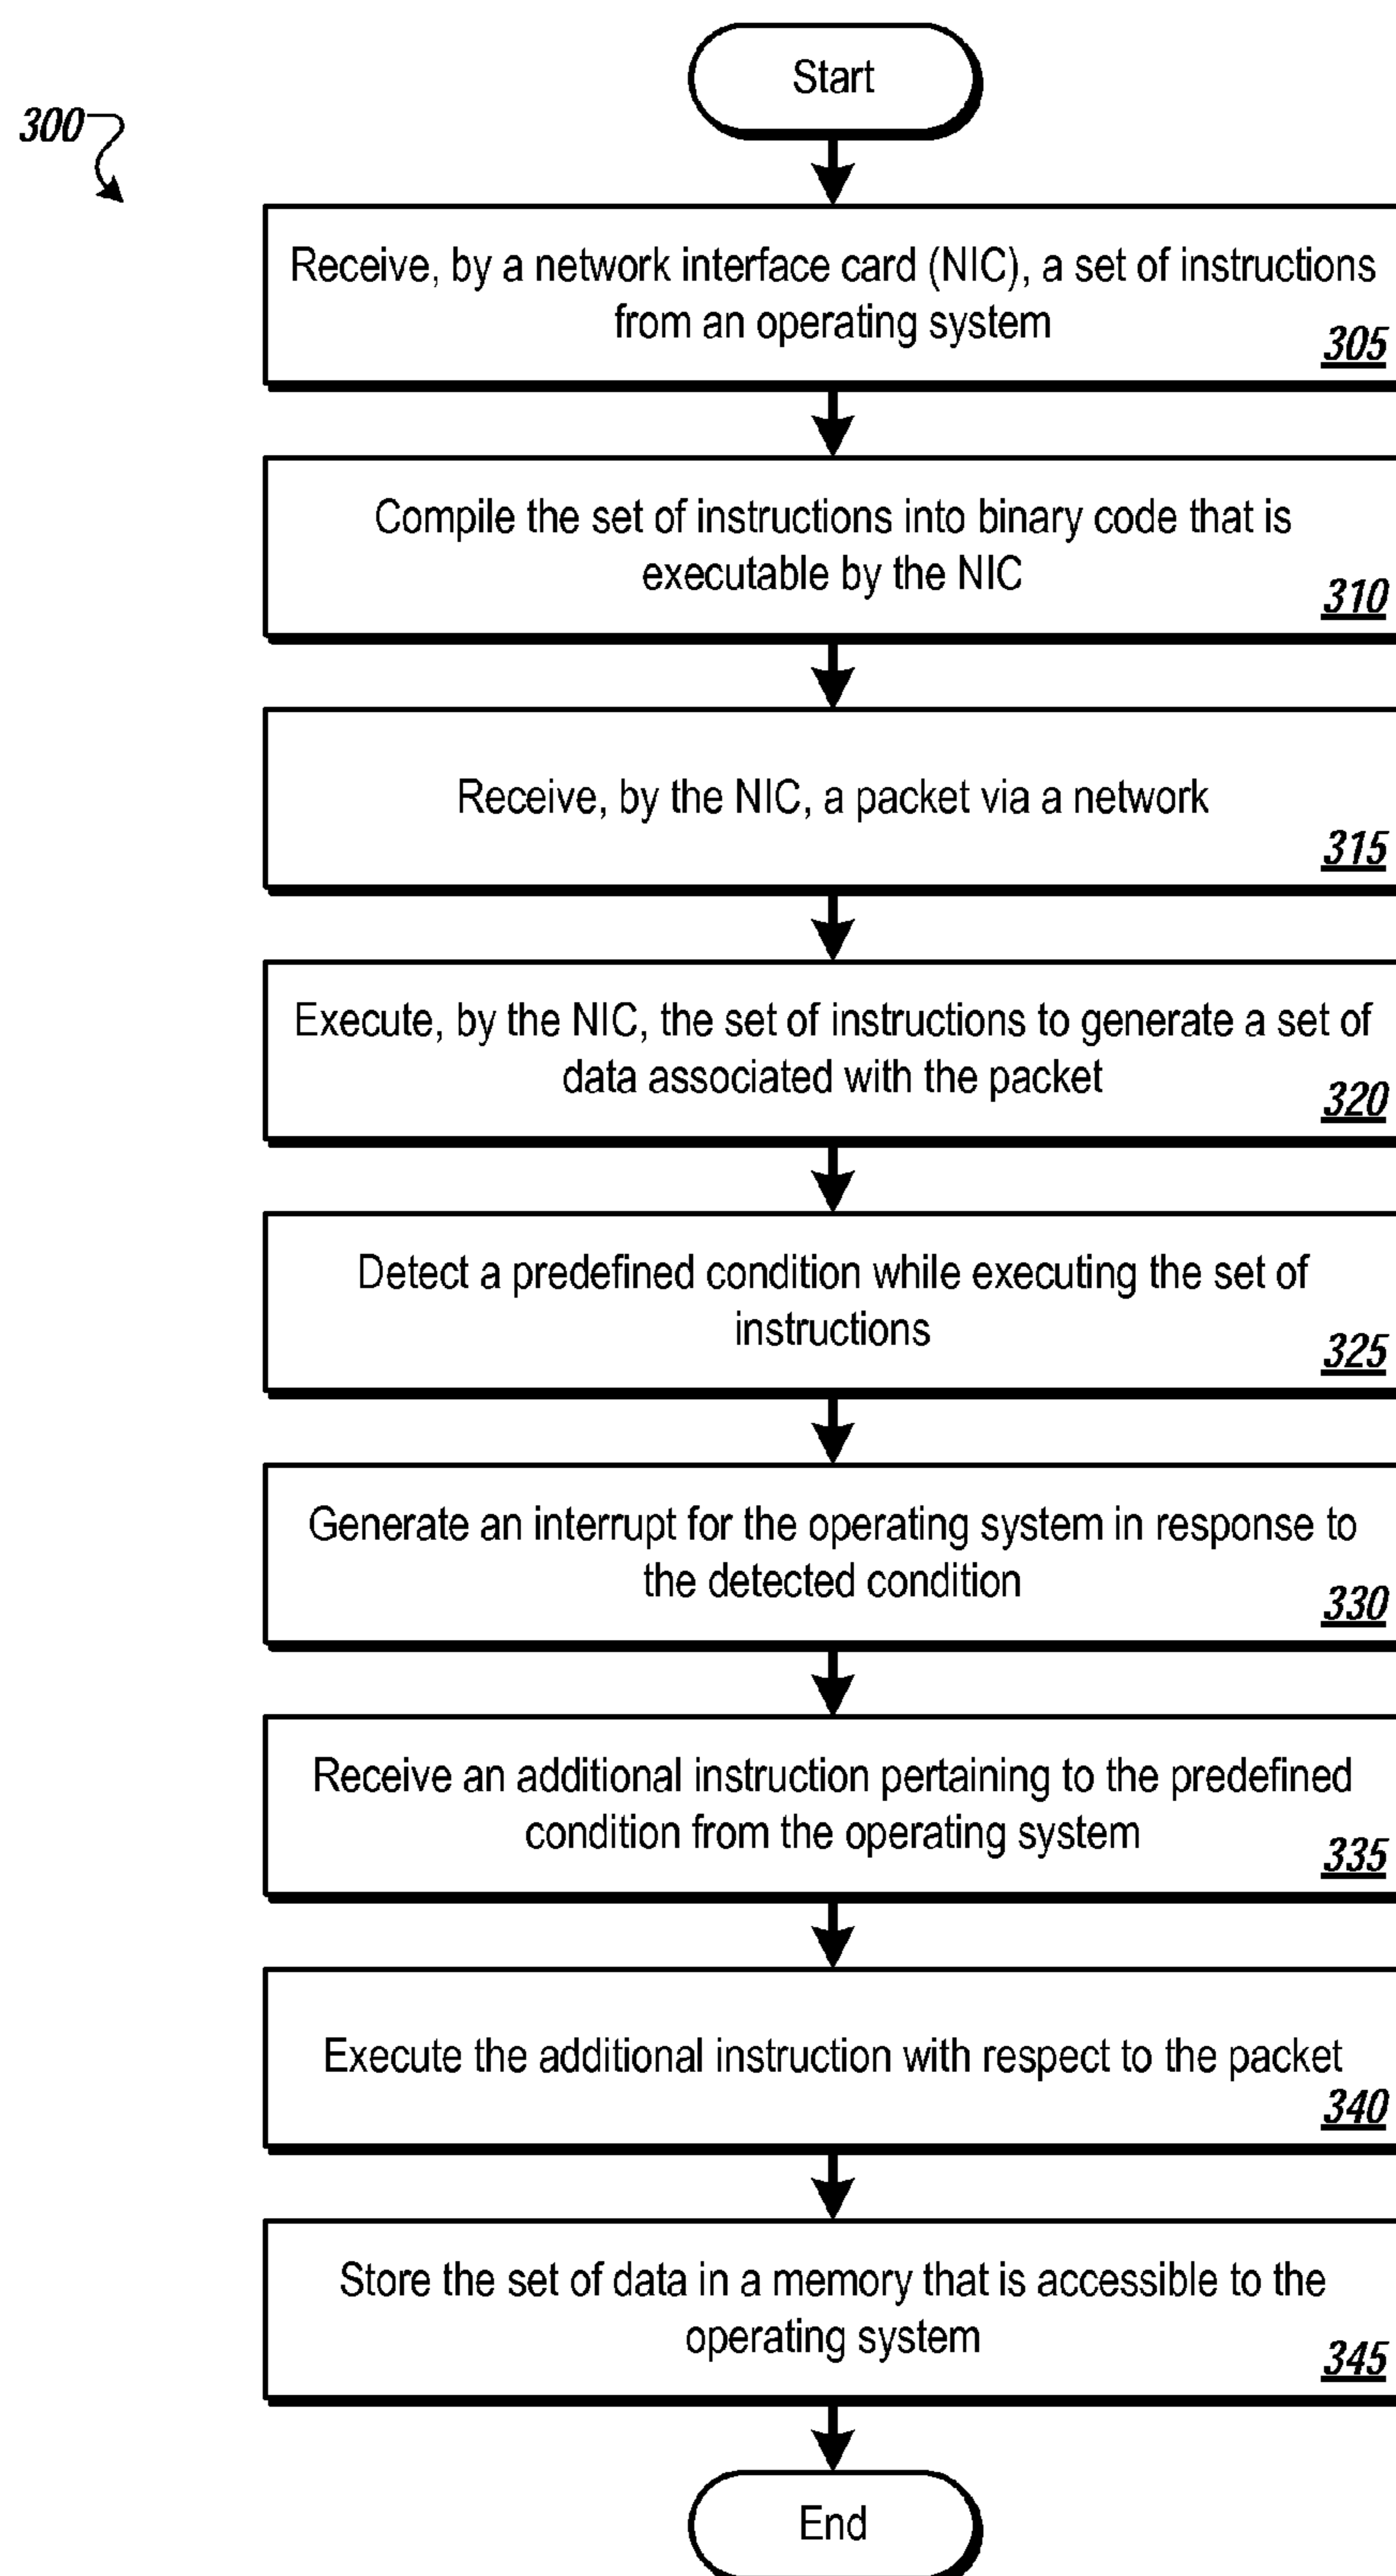 Start
300
Receive, by a network interface card (NIC), a set of instructions
from an operating system
305
Compile the set of instructions into binary code that is
executable by the NIC
310
Receive, by the NIC, a packet via a network
315
Execute, by the NIC, the set of instructions to generate a set of
data associated with the packet
320
Detect a predefined condition while executing the set of
instructions
325
Generate an interrupt for the operating system in response to
the detected condition
330
Receive an additional instruction pertaining to the predefined
condition from the operating system
335
Execute the additional instruction with respect to the packet
340
Store the set of data in a memory that is accessible to the
operating system
345
End